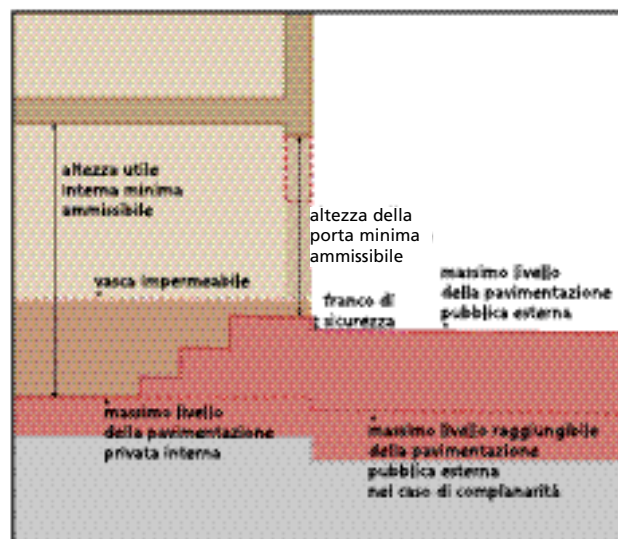 altezza utile
interna minima
ammissibile
altezza della
porta minima
ammissibile
vasca impermeabile
franco di
sicurezza
massimo livello
della pavimentazione
pubblica esterna
massimo livello
della pavimentazione
privata interna
massimo livello raggiungibile
della pavimentazione
pubblica esterna
nel caso di complanarità